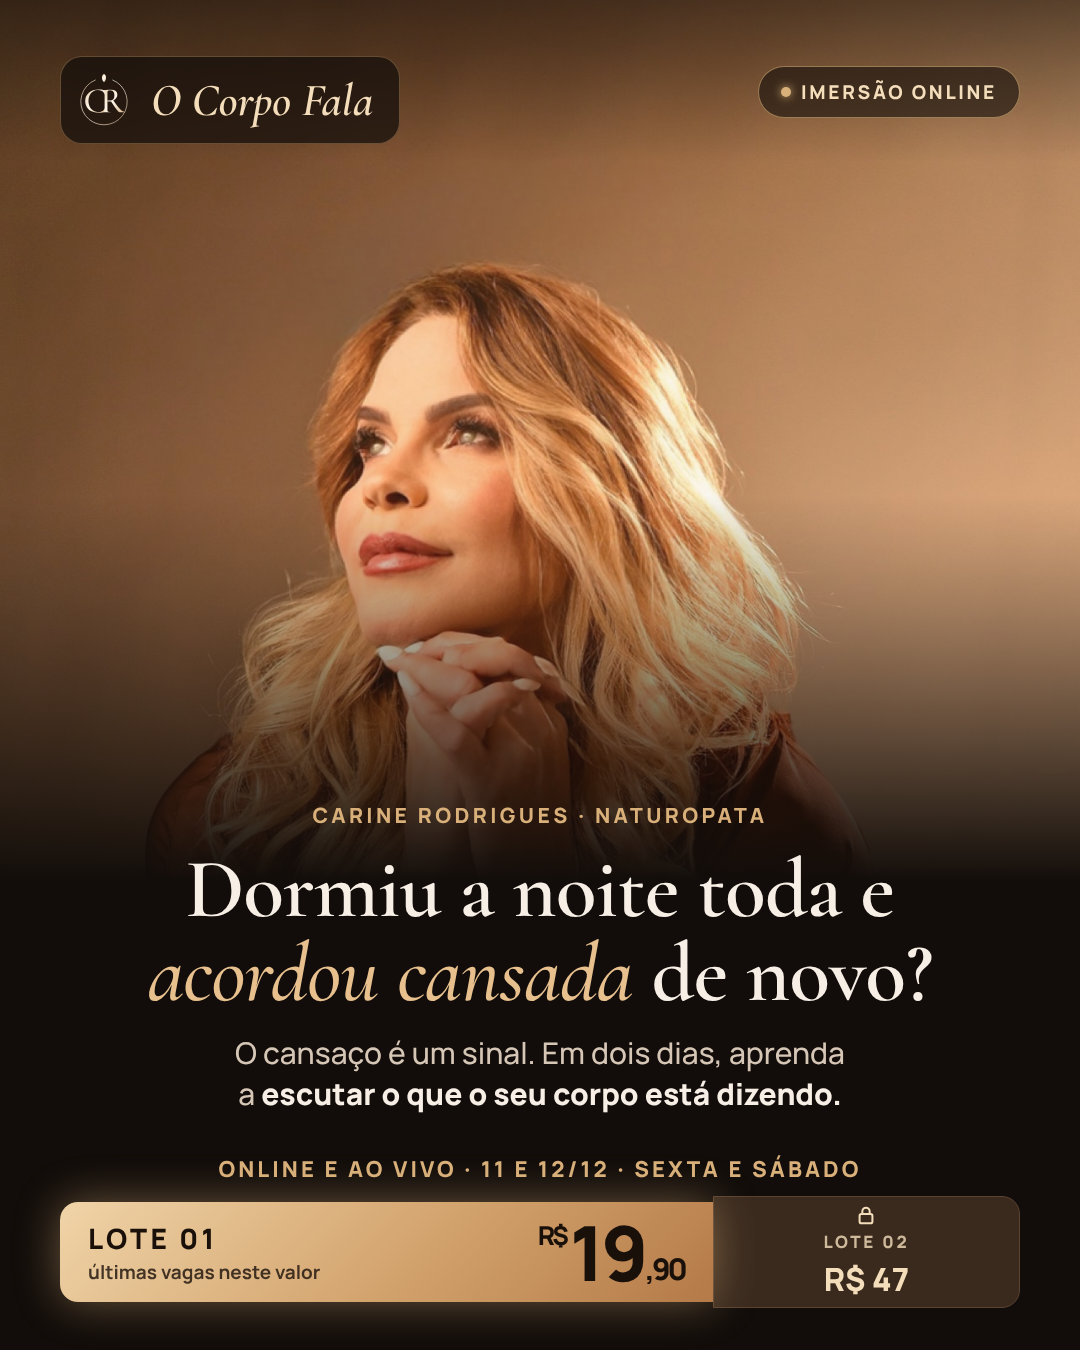 CR O Corpo Fala
IMERSÃO ONLINE
CARINE RODRIGUES · NATUROPATA
Dormiu a noite toda e
acordou cansada de novo?
O cansaço é um sinal. Em dois dias, aprenda
a escutar o que o seu corpo está dizendo.
ONLINE E AO VIVO · 11 E 12/12 · SEXTA E SÁBADO
LOTE 01
últimas vagas neste valor
R$19,90
LOTE 02
R$ 47